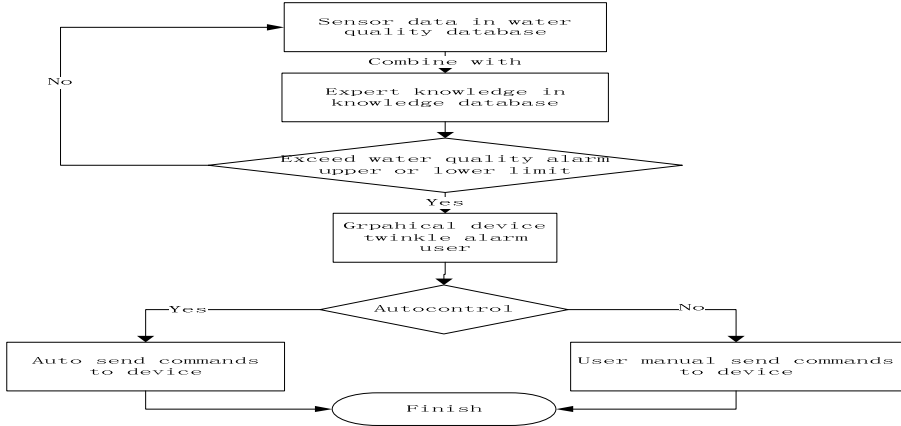 Sensor data in water
quality database
Combine with
No
Expert knowledge in
knowledge database
Exceed water quality alarm
upper or lower limit
Yes
Grpahical device
twinkle alarm
user
Autocontrol
Yes
No
Auto send commands
to device
User manual send commands
to device
Finish